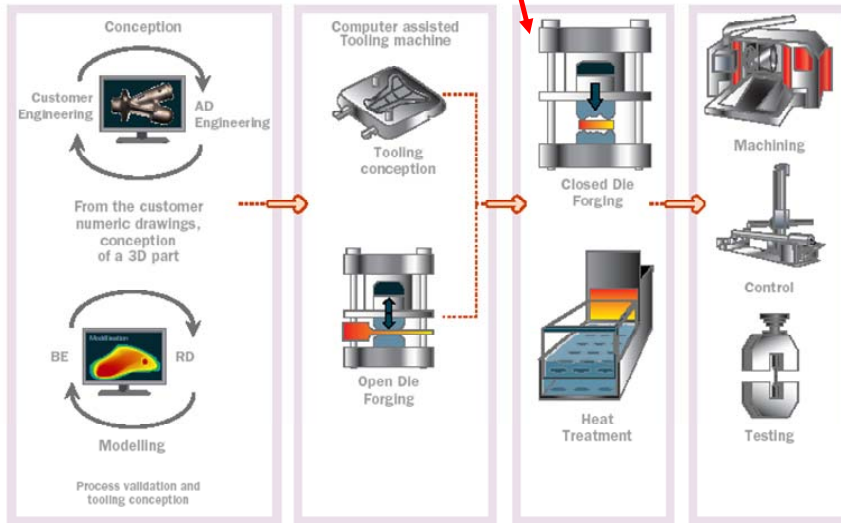 Conception
Customer
Engineering
AD
Engineering
From the customer
numeric drawings,
conception
of a 3D part
BE
Modelisation
RD
Modelling
Process validation and
tooling conception
Computer assisted
Tooling machine
Tooling
conception
Open Die
Forging
Closed Die
Forging
Heat
Treatment
Machining
Control
Testing